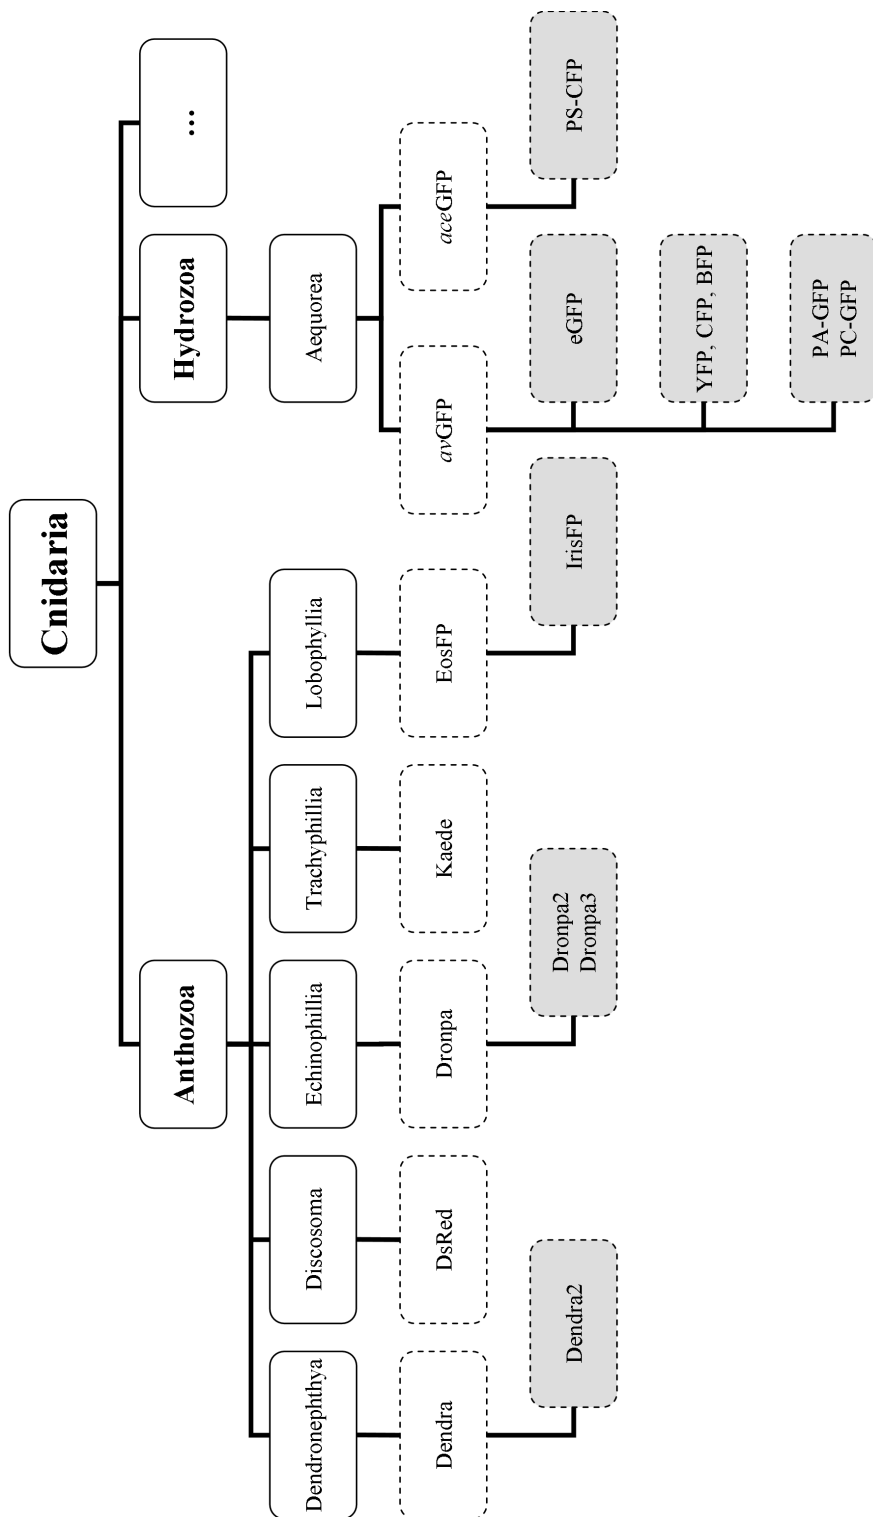 Cnidaria
Anthozoa
Hydrozoa
...
Dendronephthya
Discosoma
Echinophillia
Trachyphillia
Lobophyllia
Aequorea
Dendra
DsRed
Dronpa
Kaede
EosFP
avGFP
aceGFP
Dendra2
Dronpa2
Dronpa3
IrisFP
eGFP
PS-CFP
YFP, CFP, BFP
PA-GFP
PC-GFP